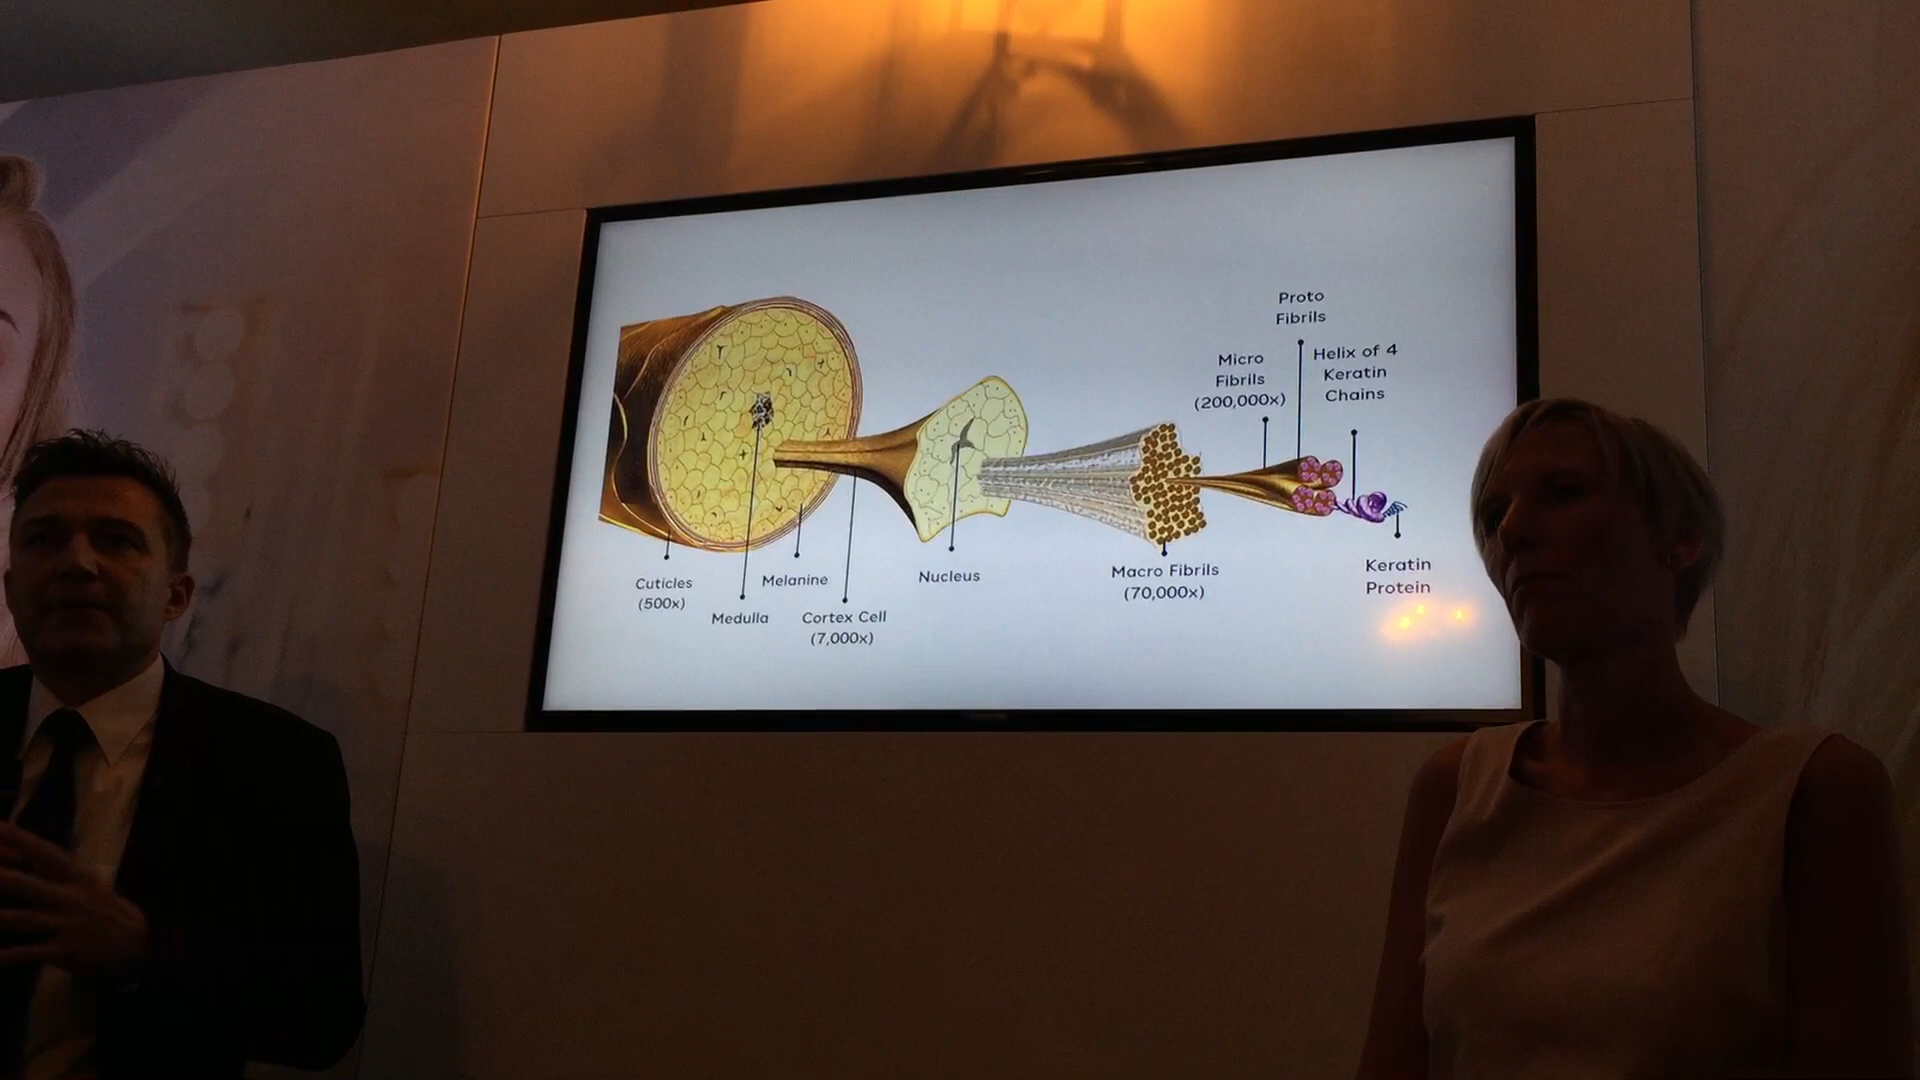 Proto
Fibrils
Micro
Fibrils
(200,000x)
Helix of 4
Keratin
Chains
Cuticles
(500x)
Medulla
Melanine
Cortex Cell
(7,000x)
Nucleus
Macro Fibrils
(70,000x)
Keratin
Protein